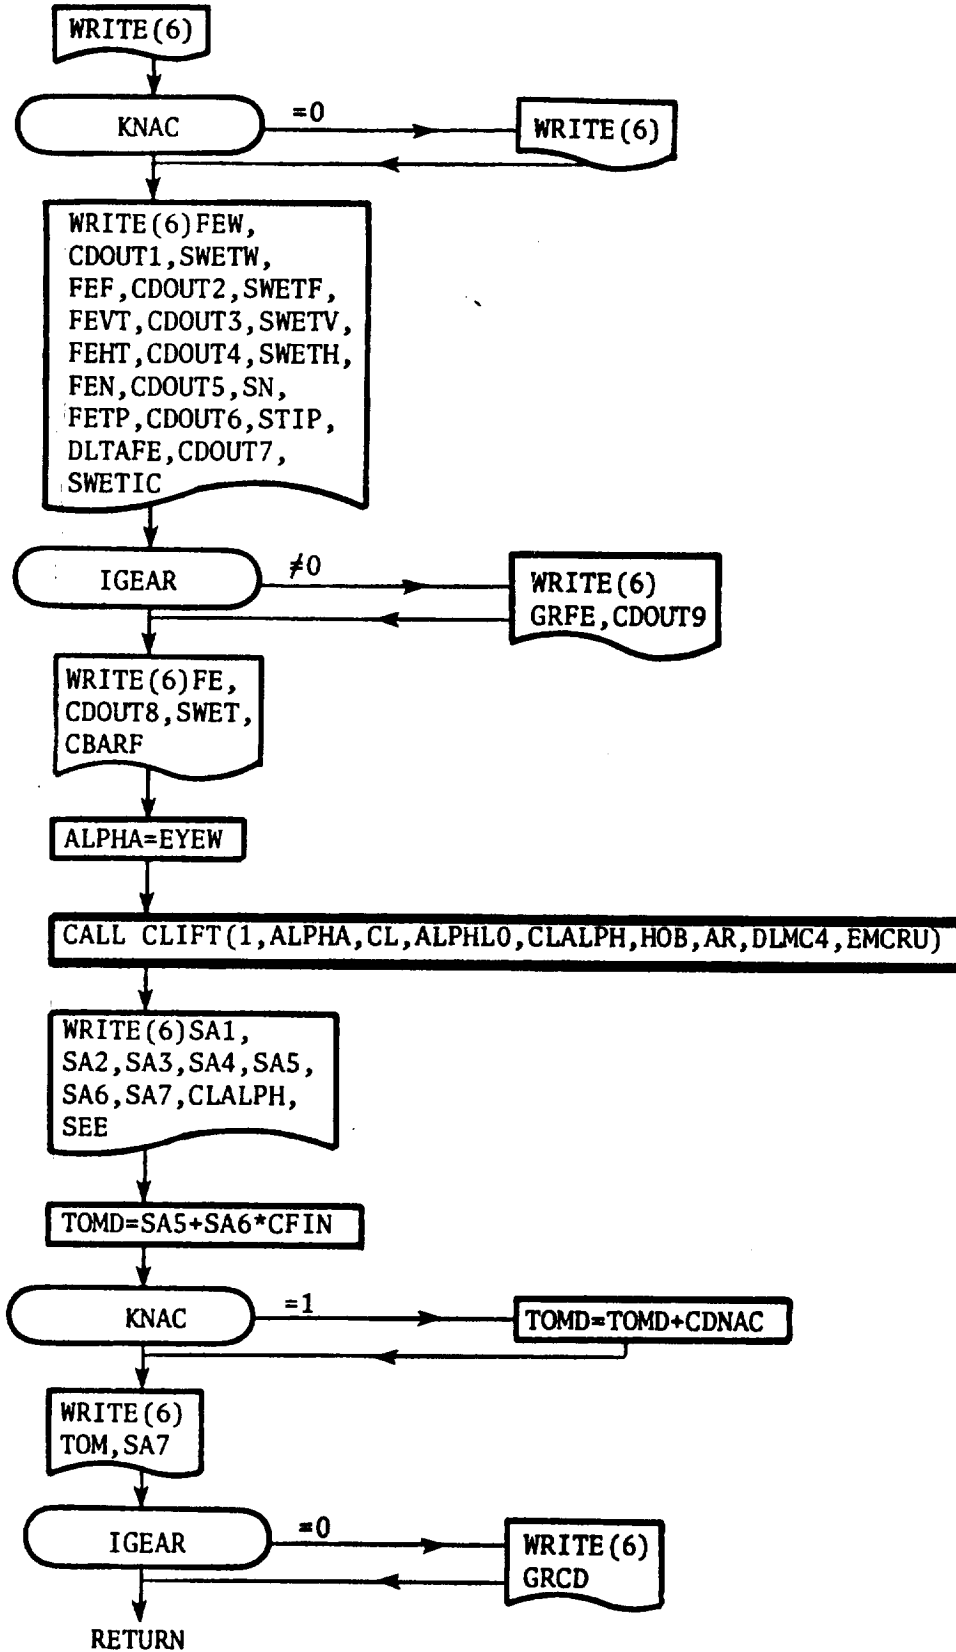 WRITE(6)
KNAC
=0
WRITE(6)
WRITE(6)FEW,
CDOUT1,SWETW,
FEF,CDOUT2,SWETF,
FEVT,CDOUT3,SWETV,
FEHT,CDOUT4,SWETH,
FEN,CDOUT5,SN,
FETP,CDOUT6,STIP,
DLTAFE,CDOUT7,
SWETIC
IGEAR
≠0
WRITE(6)
GRFE,CDOUT9
WRITE(6)FE,
CDOUT8,SWET,
CBARF
ALPHA=EYEW
CALL CLIFT(1,ALPHA,CL,ALPHLO,CLALPH,HOB,AR,DLMC4,EMCRU)
WRITE(6)SA1,
SA2,SA3,SA4,SA5,
SA6,SA7,CLALPH,
SEE
TOMD=SA5+SA6*CFIN
KNAC
=1
TOMD=TOMD+CDNAC
WRITE(6)
TOM,SA7
IGEAR
=0
WRITE(6)
GRCD
RETURN